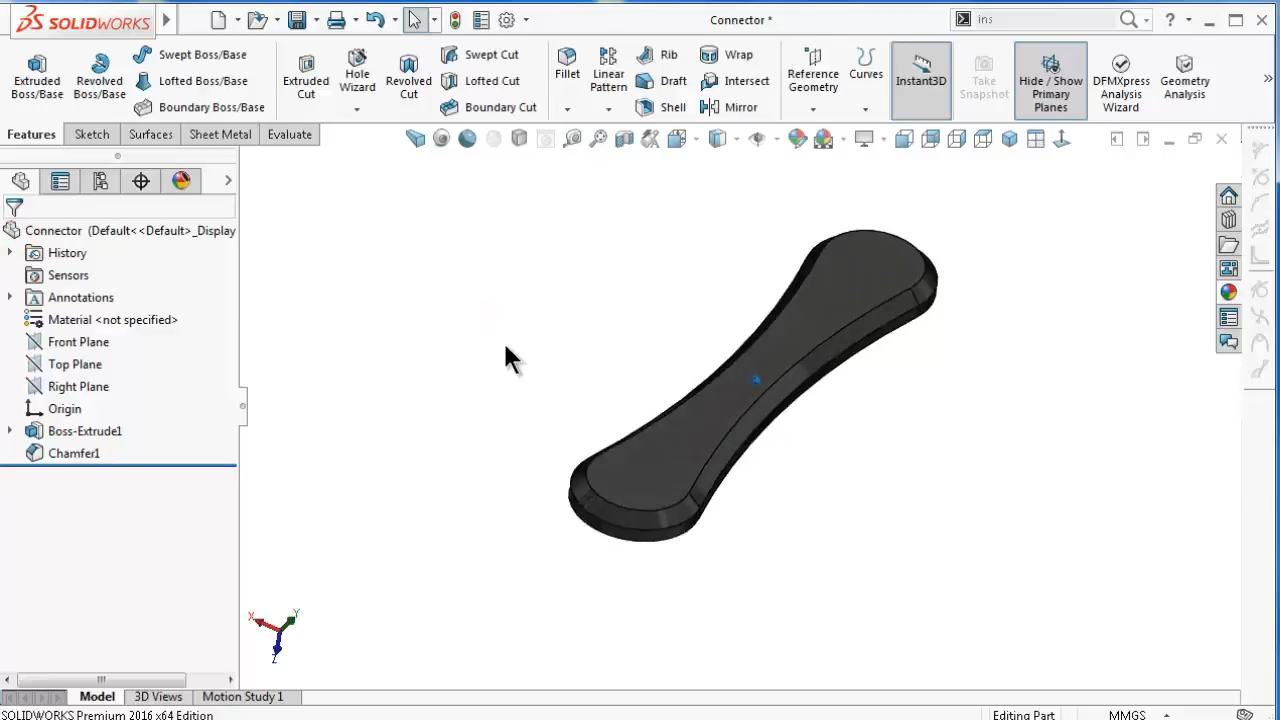 SOLIDWORKS
Connector *
ins
Extruded Boss/Base
Revolved Boss/Base
Swept Boss/Base
Lofted Boss/Base
Boundary Boss/Base
Extruded Cut
Hole Wizard
Revolved Cut
Swept Cut
Lofted Cut
Boundary Cut
Fillet
Linear Pattern
Rib
Draft
Shell
Wrap
Intersect
Mirror
Reference Geometry
Curves
Instant3D
Take Snapshot
Hide / Show Primary Planes
DFMXpress Analysis Wizard
Geometry Analysis
Features
Sketch
Surfaces
Sheet Metal
Evaluate
Connector (Default<<Default>_Display
History
Sensors
Annotations
Material <not specified>
Front Plane
Top Plane
Right Plane
Origin
Boss-Extrude1
Chamfer1
X
Y
Z
Model
3D Views
Motion Study 1
SOLIDWORKS Premium 2016 x64 Edition
Editing Part
MMGS